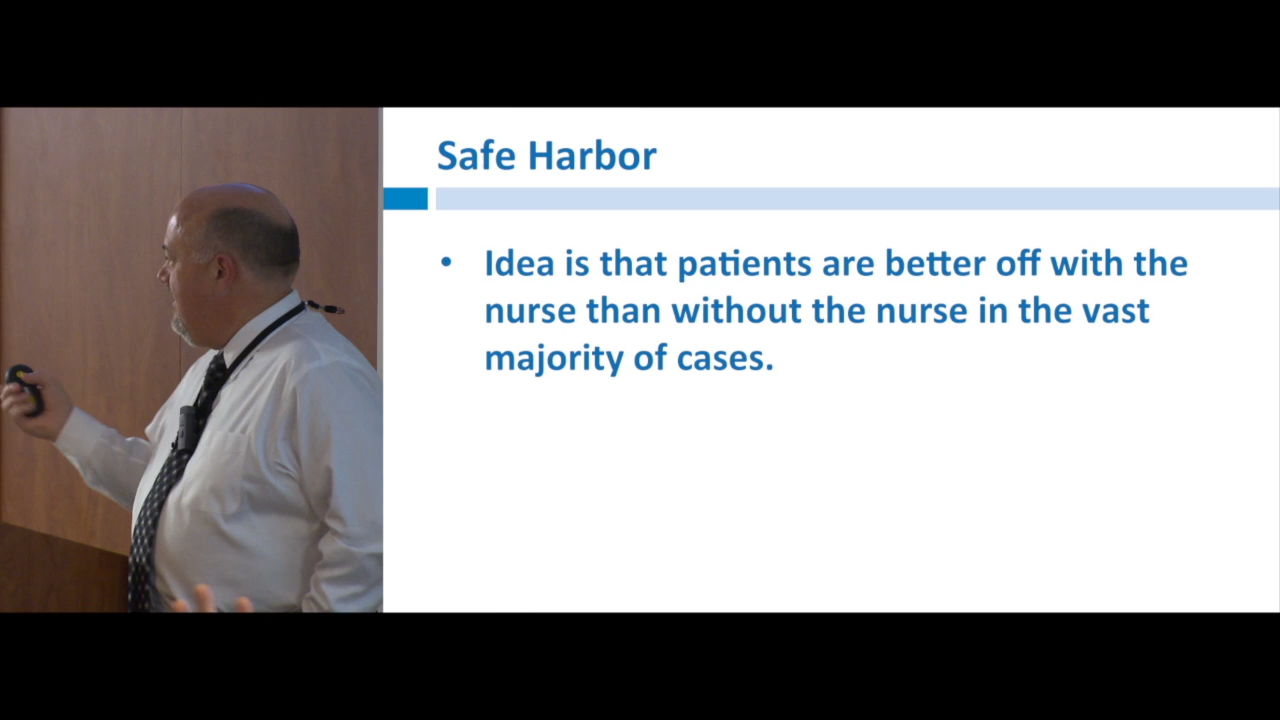 Safe Harbor
• Idea is that patients are better off with the
nurse than without the nurse in the vast
majority of cases.